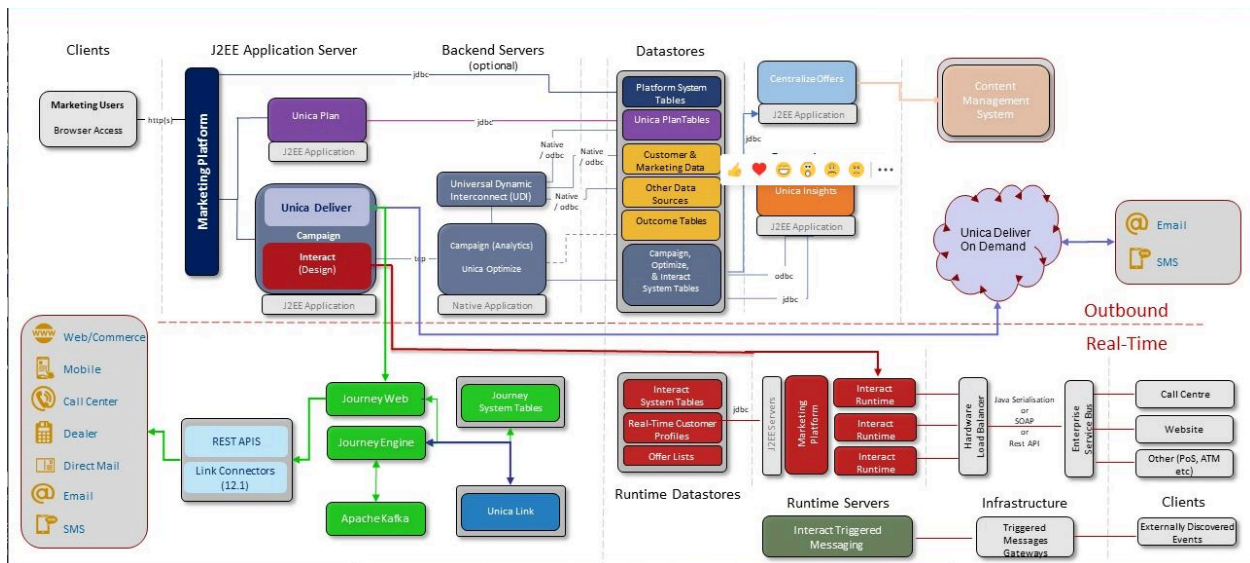 Clients
J2EE Application Server
Backend Servers
(optional)
Datastores
Marketing Users
Browser Access
http(s)
Marketing Platform
jdbc
Unica Plan
J2EE Application
jdbc
Unica Deliver
Campaign
Interact
(Design)
J2EE Application
tcp
Universal Dynamic
Interconnect (UDI)
Campaign (Analytics)
Unica Optimize
Native Application
Native
/ odbc
Native
/ odbc
Native
/ odbc
Platform System
Tables
Unica PlanTables
Customer &
Marketing Data
Other Data
Sources
Outcome Tables
Campaign,
Optimize,
& Interact
System Tables
Centralize Offers
J2EE Application
jdbc
Unica Insights
J2EE Application
odbc
jdbc
Content
Management
System
Unica Deliver
On Demand
Email
SMS
Outbound
Real-Time
Web/Commerce
Mobile
Call Center
Dealer
Direct Mail
Email
SMS
REST APIS
Link Connectors
(12.1)
Journey Web
Journey Engine
Apache Kafka
Journey
System Tables
Unica Link
Interact
System Tables
Real-Time Customer
Profiles
Offer Lists
Runtime Datastores
jdbc
J2EE Servers
Marketing
Platform
Interact
Runtime
Interact
Runtime
Interact
Runtime
Runtime Servers
Hardware
Load Balancer
Java Serialisation
or
SOAP
or
Rest API
Infrastructure
Enterprise
Service Bus
Call Centre
Website
Other (PoS, ATM
etc)
Clients
Interact Triggered
Messaging
Triggered
Messages
Gateways
Externally Discovered
Events